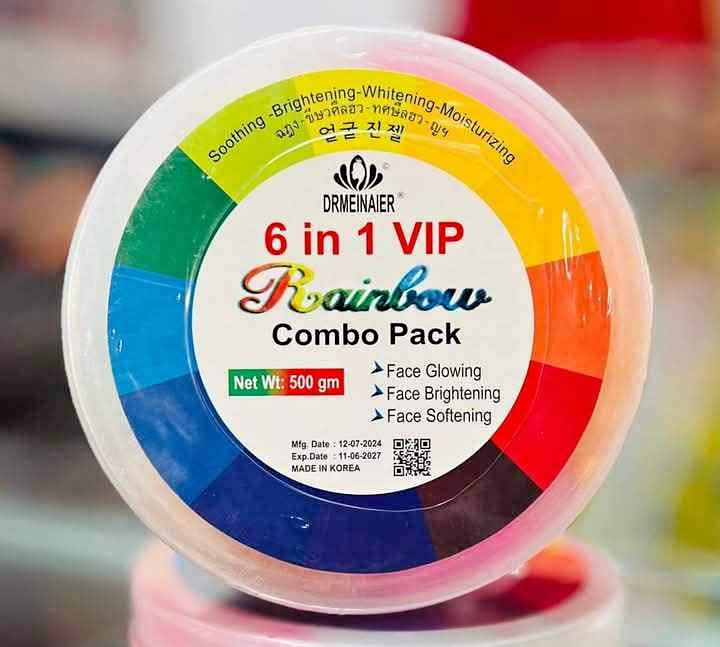 Soothing -Brightening-Whitening-Moisturizing
얼굴 진젤
©
DRMEINAIER®
6 in 1 VIP
Rainbow
Combo Pack
Net Wt: 500 gm
Face Glowing
Face Brightening
Face Softening
Mfg. Date : 12-07-2024
Exp.Date : 11-06-2027
MADE IN KOREA